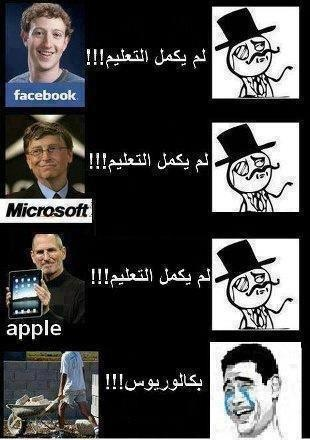 لم يكمل التعليم!!!
facebook
لم يكمل التعليم!!!
Microsoft
لم يكمل التعليم!!!
apple
بكالوريوس!!!